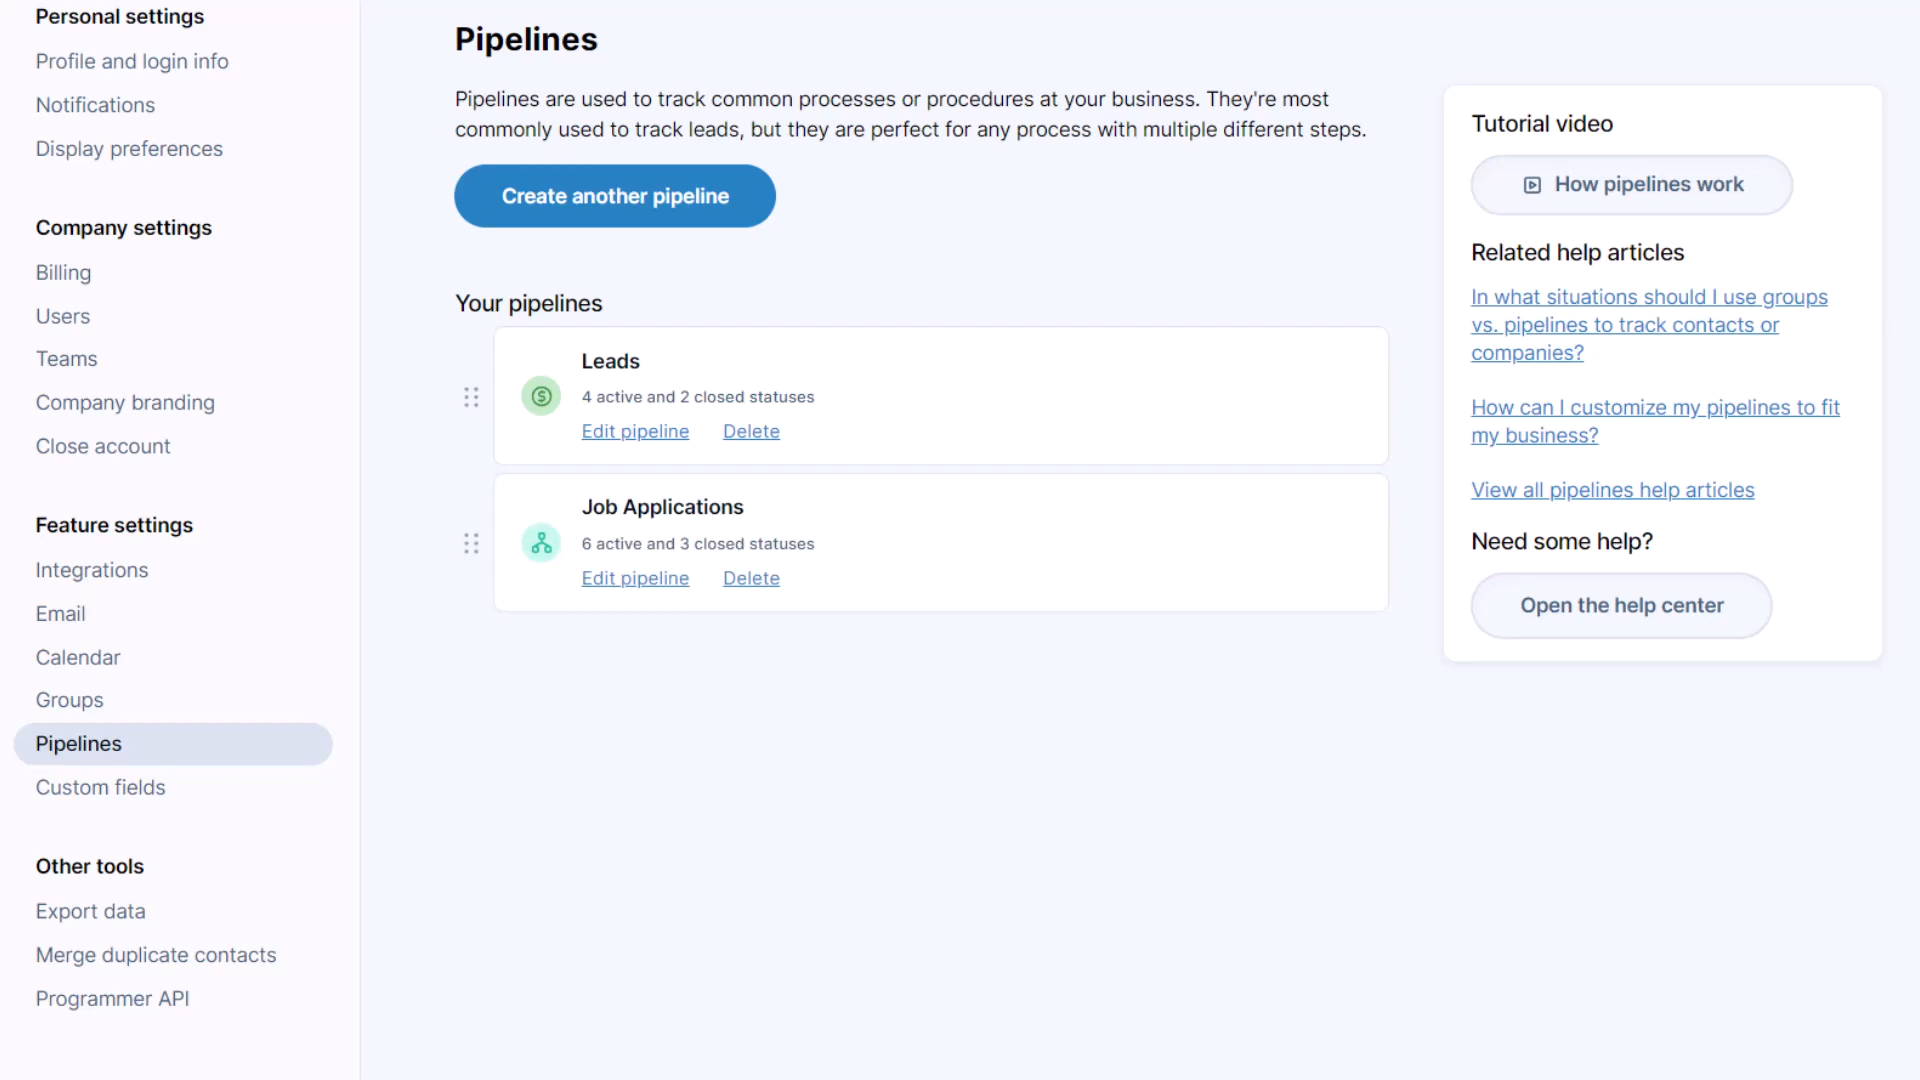 Personal settings
Profile and login info
Notifications
Display preferences
Company settings
Billing
Users
Teams
Company branding
Close account
Feature settings
Integrations
Email
Calendar
Groups
Pipelines
Custom fields
Other tools
Export data
Merge duplicate contacts
Programmer API
Pipelines
Pipelines are used to track common processes or procedures at your business. They're most
commonly used to track leads, but they are perfect for any process with multiple different steps.
Create another pipeline
Your pipelines
Leads
4 active and 2 closed statuses
Edit pipeline Delete
Job Applications
6 active and 3 closed statuses
Edit pipeline Delete
Tutorial video
How pipelines work
Related help articles
In what situations should I use groups
vs. pipelines to track contacts or
companies?
How can I customize my pipelines to fit
my business?
View all pipelines help articles
Need some help?
Open the help center